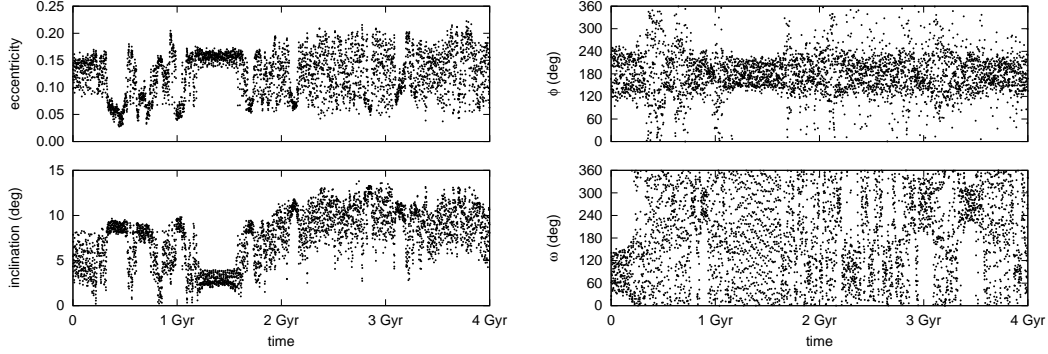 eccentricity
0.25
0.20
0.15
0.10
0.05
0.00
ϕ (deg)
360
300
240
180
120
60
0
inclination (deg)
15
10
5
0
0
1 Gyr
2 Gyr
3 Gyr
4 Gyr
time
ω (deg)
360
300
240
180
120
60
0
0
1 Gyr
2 Gyr
3 Gyr
4 Gyr
time